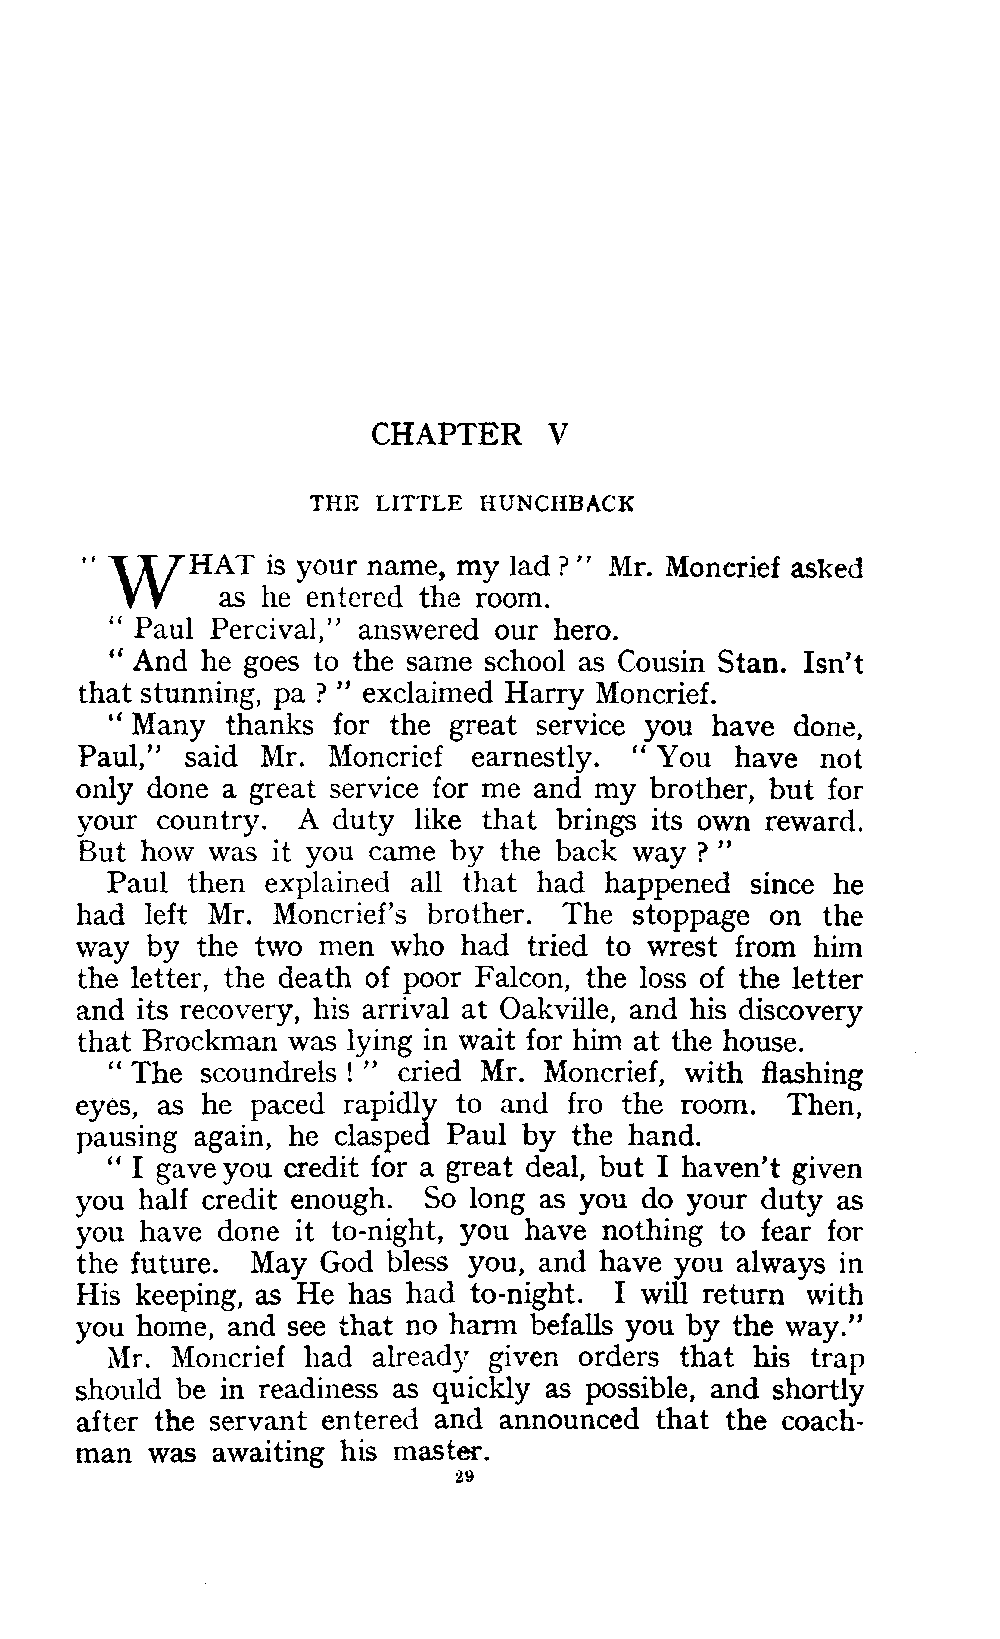 CHAPTER V
THE LITTLE HUNCHBACK
" WHAT is your name, my lad ? " Mr. Moncrief asked
as he entered the room.
" Paul Percival," answered our hero.
" And he goes to the same school as Cousin Stan. Isn't
that stunning, pa ? " exclaimed Harry Moncrief.
" Many thanks for the great service you have done,
Paul," said Mr. Moncrief earnestly. " You have not
only done a great service for me and my brother, but for
your country. A duty like that brings its own reward.
But how was it you came by the back way ? "
Paul then explained all that had happened since he
had left Mr. Moncrief's brother. The stoppage on the
way by the two men who had tried to wrest from him
the letter, the death of poor Falcon, the loss of the letter
and its recovery, his arrival at Oakville, and his discovery
that Brockman was lying in wait for him at the house.
" The scoundrels ! " cried Mr. Moncrief, with flashing
eyes, as he paced rapidly to and fro the room. Then,
pausing again, he clasped Paul by the hand.
" I gave you credit for a great deal, but I haven't given
you half credit enough. So long as you do your duty as
you have done it to-night, you have nothing to fear for
the future. May God bless you, and have you always in
His keeping, as He has had to-night. I will return with
you home, and see that no harm befalls you by the way."
Mr. Moncrief had already given orders that his trap
should be in readiness as quickly as possible, and shortly
after the servant entered and announced that the coach-
man was awaiting his master.
29